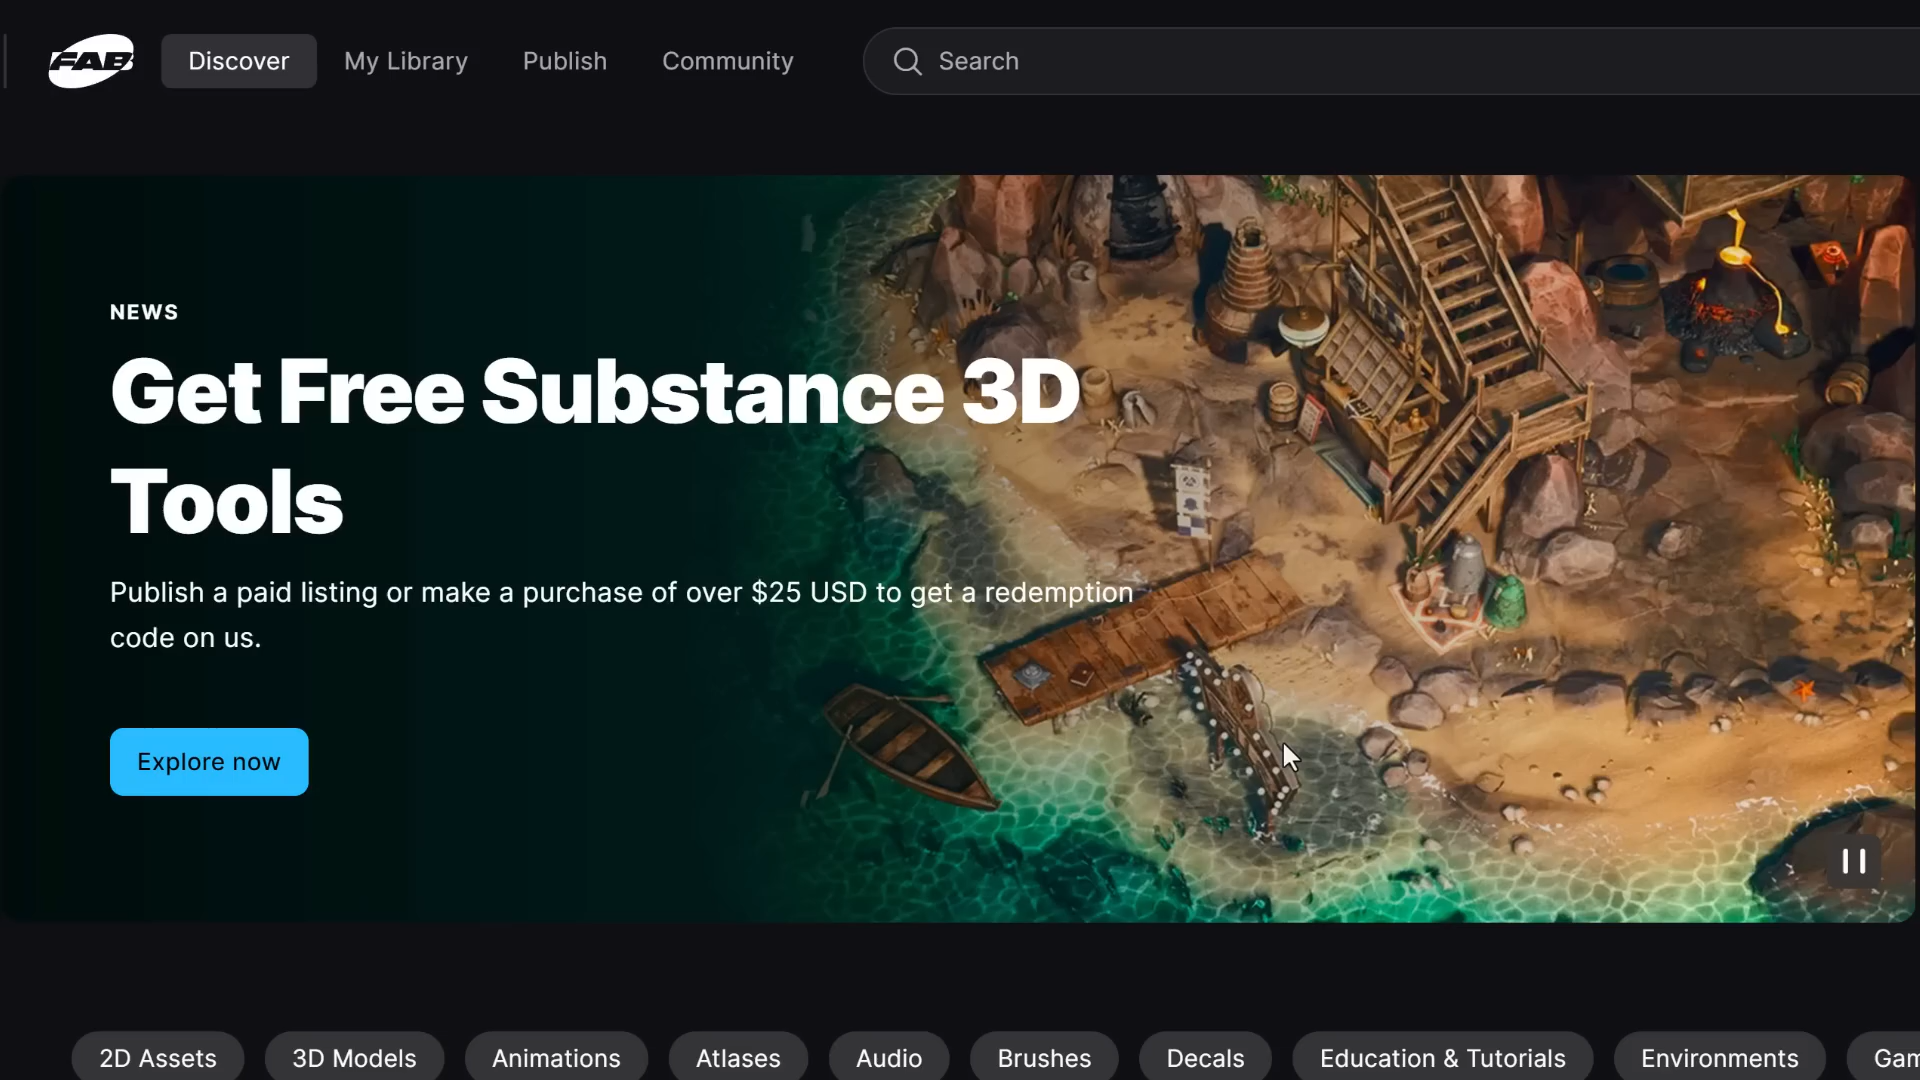 FAB
Discover
My Library
Publish
Community
Search
NEWS
Get Free Substance 3D
Tools
Publish a paid listing or make a purchase of over $25 USD to get a redemption
code on us.
Explore now
2D Assets
3D Models
Animations
Atlases
Audio
Brushes
Decals
Education & Tutorials
Environments
Gam